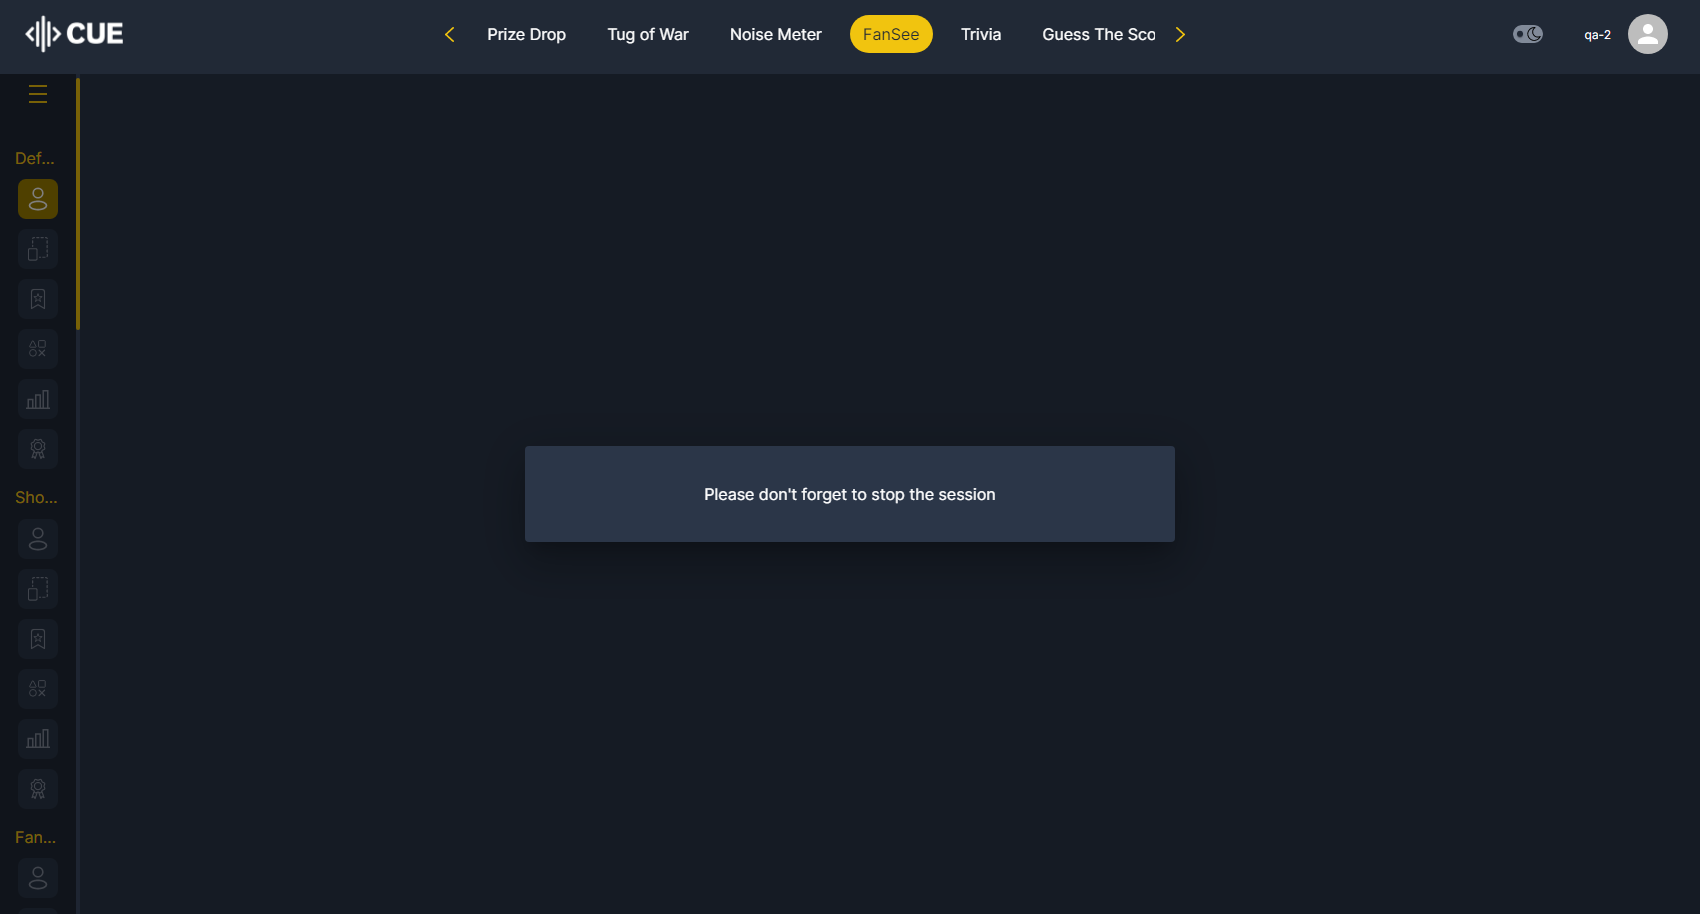 CUE
Prize Drop
Tug of War
Noise Meter
FanSee
Trivia
Guess The Sco
qa-2
Def...
Sho...
Fan...
Please don't forget to stop the session